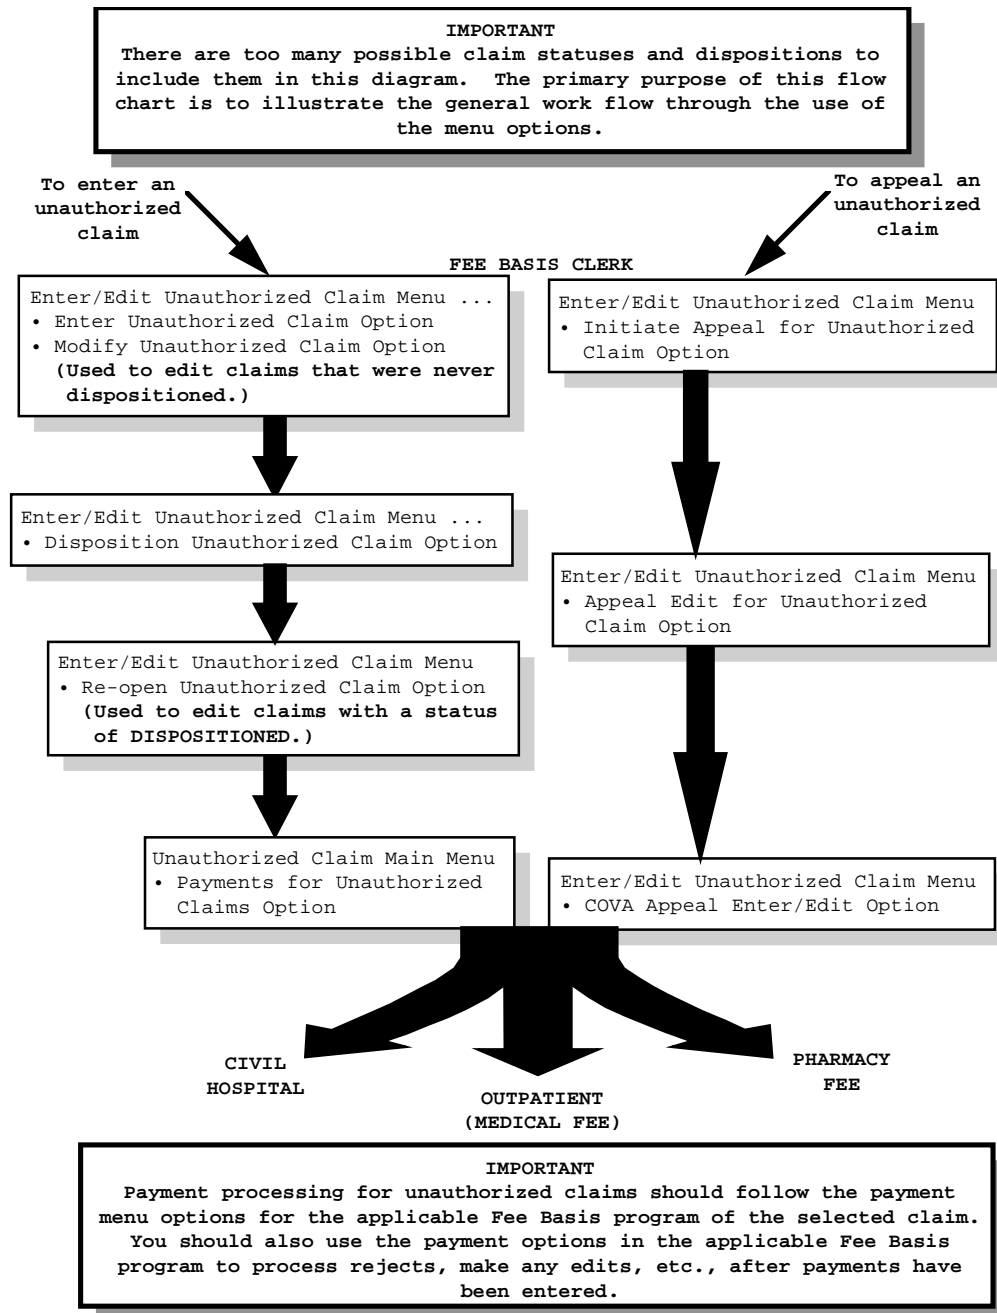 IMPORTANT
There are too many possible claim statuses and dispositions to
include them in this diagram.  The primary purpose of this flow
chart is to illustrate the general work flow through the use of
the menu options.
To enter an
unauthorized
claim
To appeal an
unauthorized
claim
FEE BASIS CLERK
Enter/Edit Unauthorized Claim Menu ...
• Enter Unauthorized Claim Option
• Modify Unauthorized Claim Option
(Used to edit claims that were never
dispositioned.)
Enter/Edit Unauthorized Claim Menu
• Initiate Appeal for Unauthorized
Claim Option
Enter/Edit Unauthorized Claim Menu ...
• Disposition Unauthorized Claim Option
Enter/Edit Unauthorized Claim Menu
• Appeal Edit for Unauthorized
Claim Option
Enter/Edit Unauthorized Claim Menu
• Re-open Unauthorized Claim Option
(Used to edit claims with a status
of DISPOSITIONED.)
Unauthorized Claim Main Menu
• Payments for Unauthorized
Claims Option
Enter/Edit Unauthorized Claim Menu
• COVA Appeal Enter/Edit Option
CIVIL
HOSPITAL
OUTPATIENT
(MEDICAL FEE)
PHARMACY
FEE
IMPORTANT
Payment processing for unauthorized claims should follow the payment
menu options for the applicable Fee Basis program of the selected claim.
You should also use the payment options in the applicable Fee Basis
program to process rejects, make any edits, etc., after payments have
been entered.